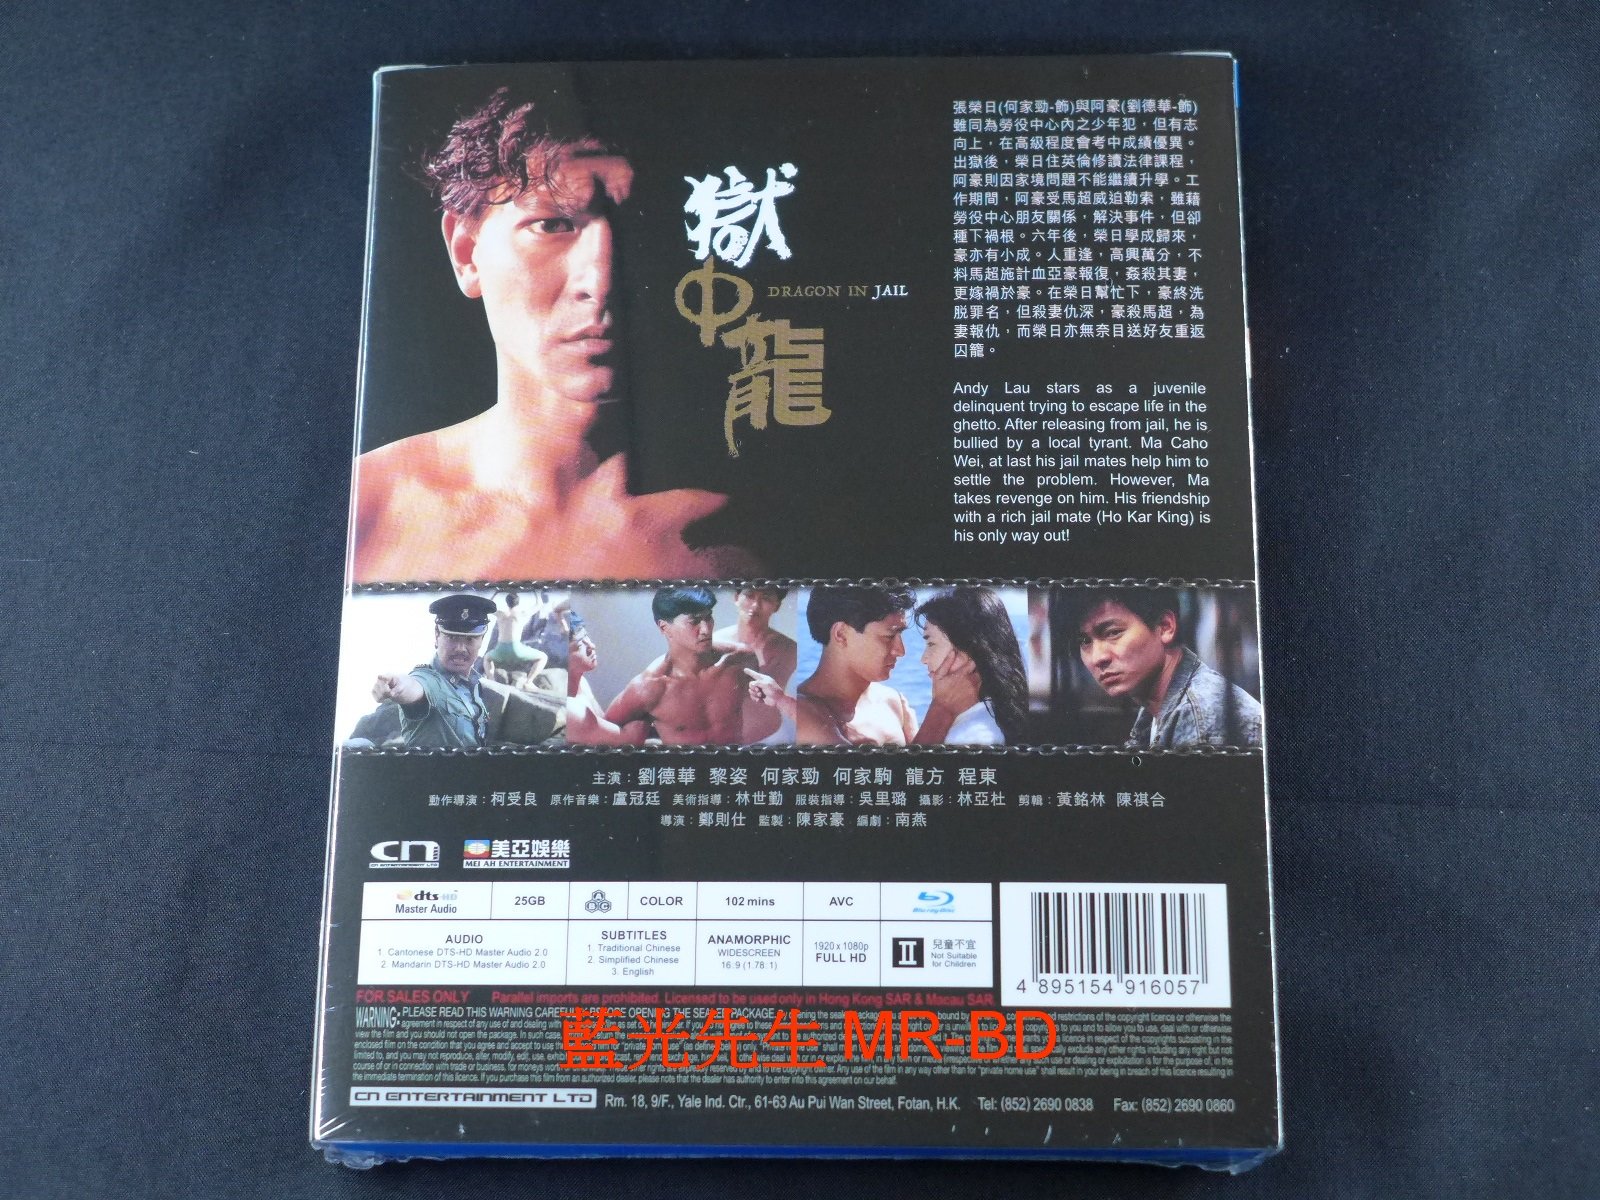 張榮日(何家勁-飾)與阿豪(劉德華-飾)
雖同為勞役中心內之少年犯，但有志
向上，在高級程度會考中成績優異。
出獄後，榮日住英倫修讀法律課程，
阿豪則因家境問題不能繼續升學。工
作期間，阿豪受馬超威迫勒索，雖藉
勞役中心朋友關係，解決事件，但卻
種下禍根。六年後，榮日學成歸來，
豪亦有小成。人重逢，高興萬分，不
料馬超施計血亞豪報復，姦殺其妻，
更嫁禍於豪。在榮日幫忙下，豪終洗
脱罪名，但殺妻仇深，豪殺馬超，為
妻報仇，而榮日亦無奈目送好友重返
囚籠。
獄
中
龍
DRAGON IN JAIL
Andy Lau stars as a juvenile
delinquent trying to escape life in the
ghetto. After releasing from jail, he is
bullied by a local tyrant. Ma Caho
Wei, at last his jail mates help him to
settle the problem. However, Ma
takes revenge on him. His friendship
with a rich jail mate (Ho Kar King) is
his only way out!
主演：劉德華 黎姿 何家勁 何家駒 龍方 程東
動作導演：柯受良 原作音樂：盧冠廷 美術指導：林世勤 服裝指導：吳里璐 攝影：林亞杜 剪輯：黃銘林 陳祺合
導演：鄭則仕 監製：陳家豪 編劇：南燕
CN
CN ENTERTAINMENT LTD
美亞娛樂
MEI AH ENTERTAINMENT
dts-HD
Master Audio
25GB
ABC
COLOR
102 mins
AVC
Blu-ray Disc
AUDIO
1. Cantonese DTS-HD Master Audio 2.0
2. Mandarin DTS-HD Master Audio 2.0
SUBTITLES
1. Traditional Chinese
2. Simplified Chinese
3. English
ANAMORPHIC
WIDESCREEN
16:9 (1.78:1)
1920 x 1080p
FULL HD
II
兒童不宜
Not Suitable
for Children
4 895154 916057
FOR SALES ONLY Parallel imports are prohibited. Licensed to be used only in Hong Kong SAR & Macau SAR
WARNING: PLEASE READ THIS WARNING CAREFULLY BEFORE OPENING THE SEALED PACKAGE.
藍光先生 MR-BD
CN ENTERTAINMENT LTD Rm. 18, 9/F., Yale Ind. Ctr., 61-63 Au Pui Wan Street, Fotan, H.K. Tel: (852) 2690 0838 Fax: (852) 2690 0860